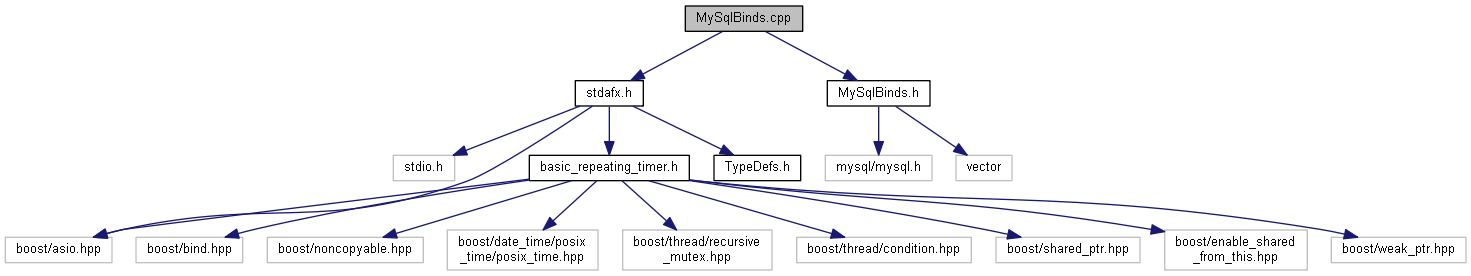 MySqlBinds.cpp
stdafx.h
MySqlBinds.h
stdio.h
basic_repeating_timer.h
TypeDefs.h
mysql/mysql.h
vector
boost/asio.hpp
boost/bind.hpp
boost/noncopyable.hpp
boost/date_time/posix
_time/posix_time.hpp
boost/thread/recursive
_mutex.hpp
boost/thread/condition.hpp
boost/shared_ptr.hpp
boost/enable_shared
_from_this.hpp
boost/weak_ptr.hpp